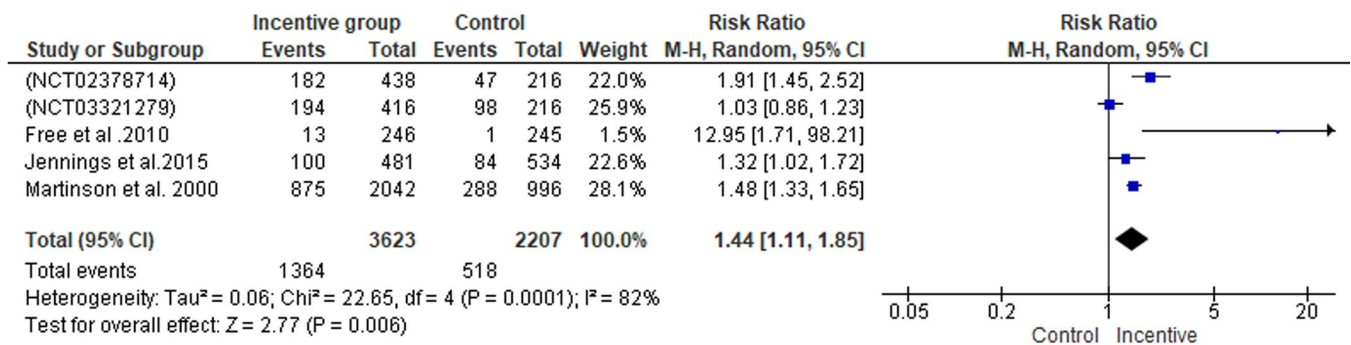 Incentive group Control Risk Ratio Risk Ratio
Study or Subgroup Events Total Events Total Weight M-H, Random, 95% CI M-H, Random, 95% CI
(NCT02378714) 182 438 47 216 22.0% 1.91 [1.45, 2.52]
(NCT03321279) 194 416 98 216 25.9% 1.03 [0.86, 1.23]
Free et al .2010 13 246 1 245 1.5% 12.95 [1.71, 98.21]
Jennings et al.2015 100 481 84 534 22.6% 1.32 [1.02, 1.72]
Martinson et al. 2000 875 2042 288 996 28.1% 1.48 [1.33, 1.65]
Total (95% CI) 3623 2207 100.0% 1.44 [1.11, 1.85]
Total events 1364 518
Heterogeneity: Tau² = 0.06; Chi² = 22.65, df = 4 (P = 0.0001); I² = 82%
Test for overall effect: Z = 2.77 (P = 0.006)
0.05 0.2 1 5 20
Control Incentive